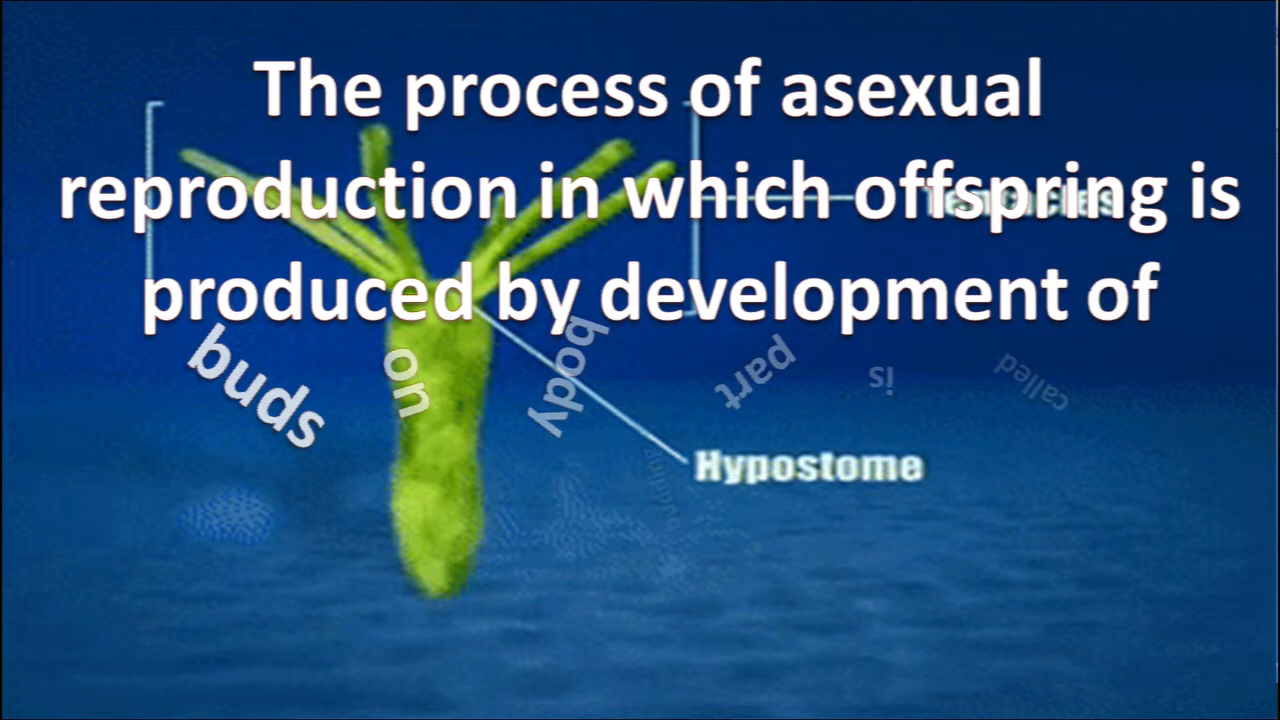 The process of asexual
reproduction in which offspring is
produced by development of
buds on body part is called
Tentacles
Hypostome